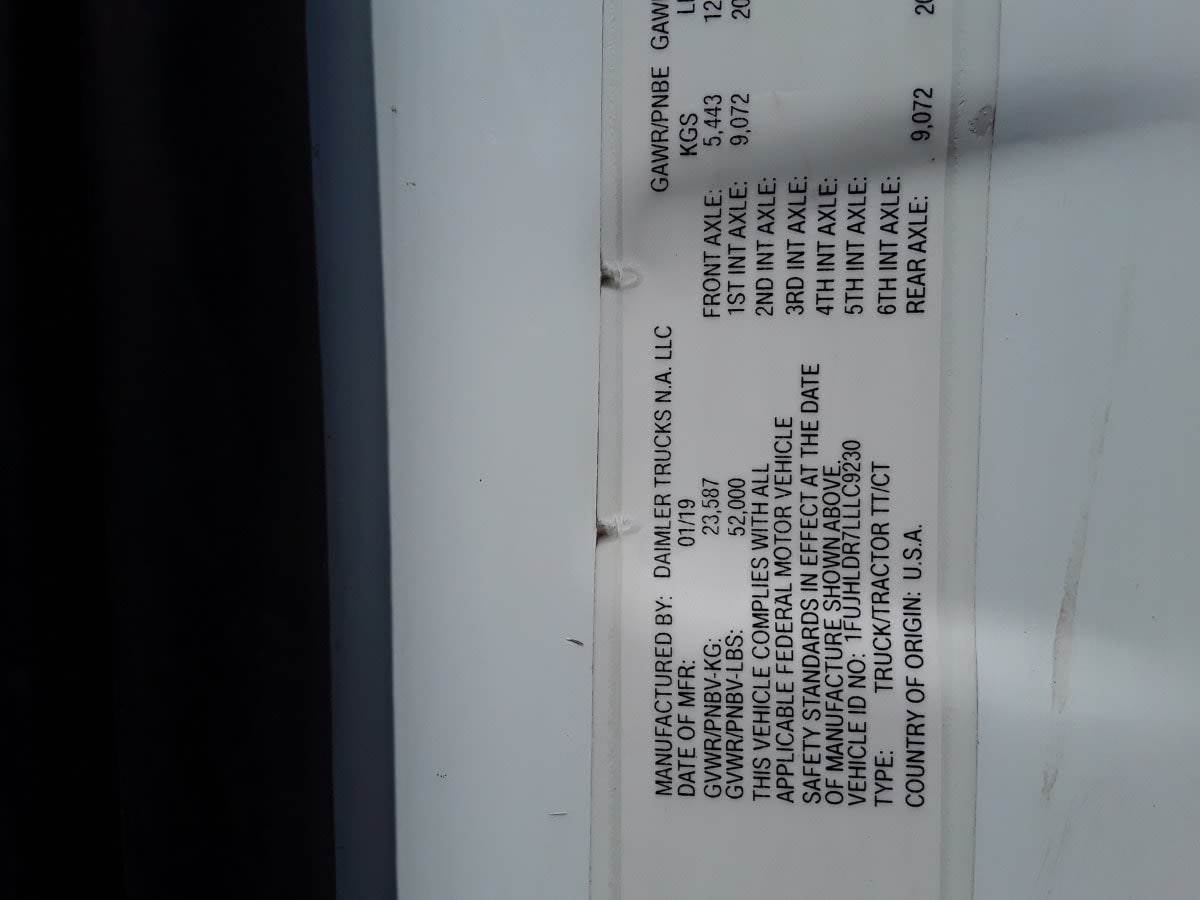 MANUFACTURED BY: DAIMLER TRUCKS N.A. LLC
DATE OF MFR: 01/19
GVWR/PNBV-KG: 23,587
GVWR/PNBV-LBS: 52,000
THIS VEHICLE COMPLIES WITH ALL
APPLICABLE FEDERAL MOTOR VEHICLE
SAFETY STANDARDS IN EFFECT AT THE DATE
OF MANUFACTURE SHOWN ABOVE.
VEHICLE ID NO: 1FUJHLDR7LLLC9230
TYPE: TRUCK/TRACTOR TT/CT
COUNTRY OF ORIGIN: U.S.A.
GAWR/PNBE
KGS
FRONT AXLE: 5,443
1ST INT AXLE: 9,072
2ND INT AXLE:
3RD INT AXLE:
4TH INT AXLE:
5TH INT AXLE:
6TH INT AXLE:
REAR AXLE: 9,072